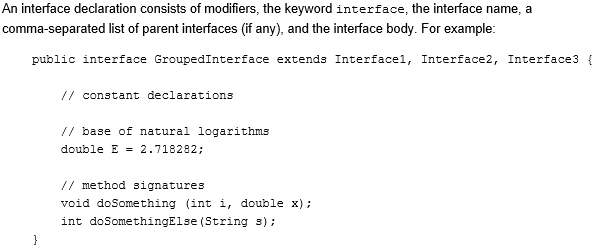 An interface declaration consists of modifiers, the keyword interface, the interface name, a
comma-separated list of parent interfaces (if any), and the interface body. For example:
public interface GroupedInterface extends Interface1, Interface2, Interface3 {
// constant declarations
// base of natural logarithms
double E = 2.718282;
// method signatures
void doSomething (int i, double x);
int doSomethingElse(String s);
}